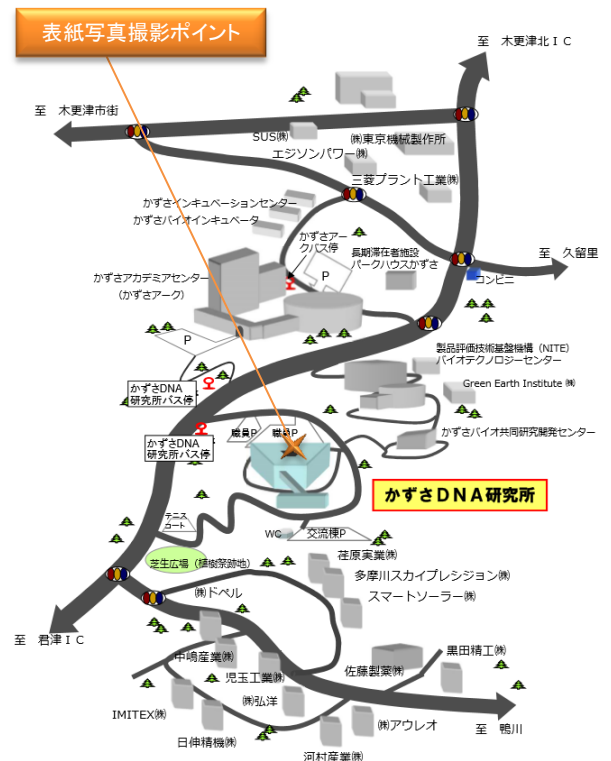 表紙写真撮影ポイント
至　木更津北ＩＣ
至　木更津市街
SUS㈱
㈱東京機械製作所
エジソンパワー㈱
三菱プラント工業㈱
かずさインキュベーションセンター
かずさバイオインキュベータ
かずさアー
クバス停
長期滞在者施設
パークハウスかずさ
至　久留里
コンビニ
かずさアカデミアセンター
（かずさアーク）
P
P
製品評価技術基盤機構（NITE）
バイオテクノロジーセンター
Green Earth Institute ㈱
かずさDNA
研究所バス停
かずさDNA
研究所バス停
職員P
職員P
かずさバイオ共同研究開発センター
かずさＤＮＡ研究所
テニス
コート
WC
交流棟P
芝生広場（植樹祭跡地）
荏原実業㈱
多摩川スカイプレシジョン㈱
スマートソーラー㈱
㈱ドペル
至　君津ＩＣ
中嶋産業㈱
児玉工業㈱
佐藤製薬㈱
黒田精工㈱
IMITEX㈱
㈱弘洋
日伸精機㈱
㈱アウレオ
河村産業㈱
至　鴨川